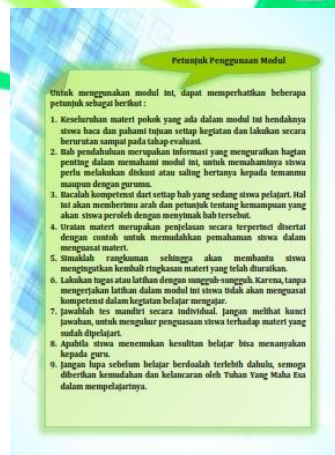 Petunjuk Penggunaan Modul
Untuk menggunakan modul ini, dapat memperhatikan beberapa
petunjuk sebagai berikut :
1. Keseluruhan materi pokok yang ada dalam modul ini hendaknya
siswa baca dan pahami tujuan setiap kegiatan dan lakukan secara
berurutan sampai pada tahap evaluasi.
2. Bab pendahuluan merupakan informasi yang menguraikan bagian
penting dalam memahami modul ini, untuk memahaminya siswa
perlu melakukan diskusi atau saling bertanya kepada temanmu
maupun dengan gurumu.
3. Bacalah kompetensi dari setiap bab yang sedang siswa pelajari. Hal
ini akan memberimu arah dan petunjuk tentang kemampuan yang
akan siswa peroleh dengan menyimak bab tersebut.
4. Uraian materi merupakan penjelasan secara terperinci disertai
dengan contoh untuk memudahkan pemahaman siswa dalam
menguasai materi.
5. Simaklah rangkuman sehingga akan membantu siswa
mengingatkan kembali ringkasan materi yang telah diuraikan.
6. Lakukan tugas atau latihan dengan sungguh-sungguh. Karena, tanpa
mengerjakan latihan dalam modul ini siswa tidak akan menguasai
kompetensi dalam kegiatan belajar mengajar.
7. Jawablah tes mandiri secara individual. Jangan melihat kunci
jawaban, untuk mengukur penguasaan siswa terhadap materi yang
sudah dipelajari.
8. Apabila siswa menemukan kesulitan belajar bisa menanyakan
kepada guru.
9. Jangan lupa sebelum belajar berdoalah terlebih dahulu, semoga
diberikan kemudahan dan kelancaran oleh Tuhan Yang Maha Esa
dalam mempelajarinya.